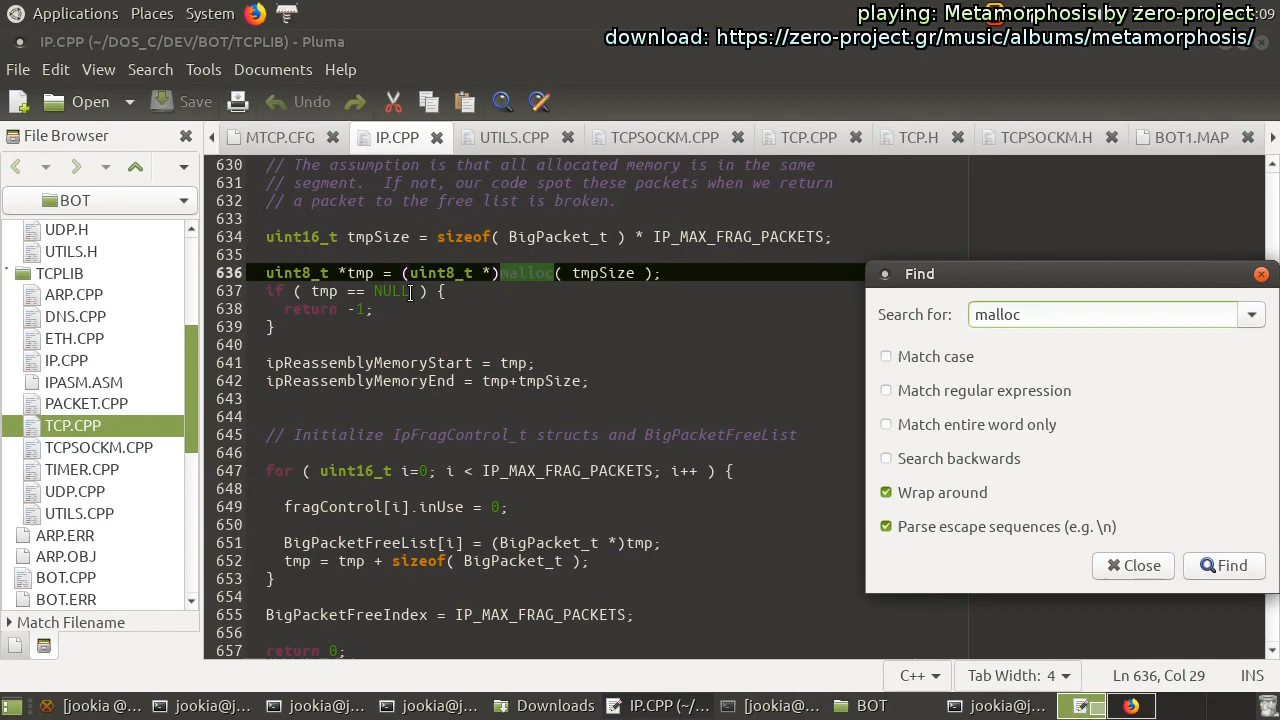 Applications Places System
playing: Metamorphosis by zero-project
:09
download: https://zero-project.gr/music/albums/metamorphosis/
IP.CPP (~/DOS_C/DEV/BOT/TCPLIB) - Pluma
File Edit View Search Tools Documents Help
Open Save Undo
File Browser
MTCP.CFG IP.CPP UTILS.CPP TCPSOCKM.CPP TCP.CPP TCP.H TCPSOCKM.H BOT1.MAP
BOT
UDP.H
UTILS.H
TCPLIB
ARP.CPP
DNS.CPP
ETH.CPP
IP.CPP
IPASM.ASM
PACKET.CPP
TCP.CPP
TCPSOCKM.CPP
TIMER.CPP
UDP.CPP
UTILS.CPP
ARP.ERR
ARP.OBJ
BOT.CPP
BOT.ERR
Match Filename
630 // The assumption is that all allocated memory is in the same
631 // segment.  If not, our code spot these packets when we return
632 // a packet to the free list is broken.
633
634 uint16_t tmpSize = sizeof( BigPacket_t ) * IP_MAX_FRAG_PACKETS;
635
636 uint8_t *tmp = (uint8_t *)malloc( tmpSize );
637 if ( tmp == NULL ) {
638 return -1;
639 }
640
641 ipReassemblyMemoryStart = tmp;
642 ipReassemblyMemoryEnd = tmp+tmpSize;
643
644
645 // Initialize IpFragControl_t structs and BigPacketFreeList
646
647 for ( uint16_t i=0; i < IP_MAX_FRAG_PACKETS; i++ ) {
648
649 fragControl[i].inUse = 0;
650
651 BigPacketFreeList[i] = (BigPacket_t *)tmp;
652 tmp = tmp + sizeof( BigPacket_t );
653 }
654
655 BigPacketFreeIndex = IP_MAX_FRAG_PACKETS;
656
657 return 0;
Find
Search for: malloc
Match case
Match regular expression
Match entire word only
Search backwards
Wrap around
Parse escape sequences (e.g. \n)
Close Find
C++ Tab Width: 4 Ln 636, Col 29 INS
[jookia @... jookia@j... jookia@j... jookia@j... Downloads IP.CPP (~/... [jookia@j... BOT jookia@j...